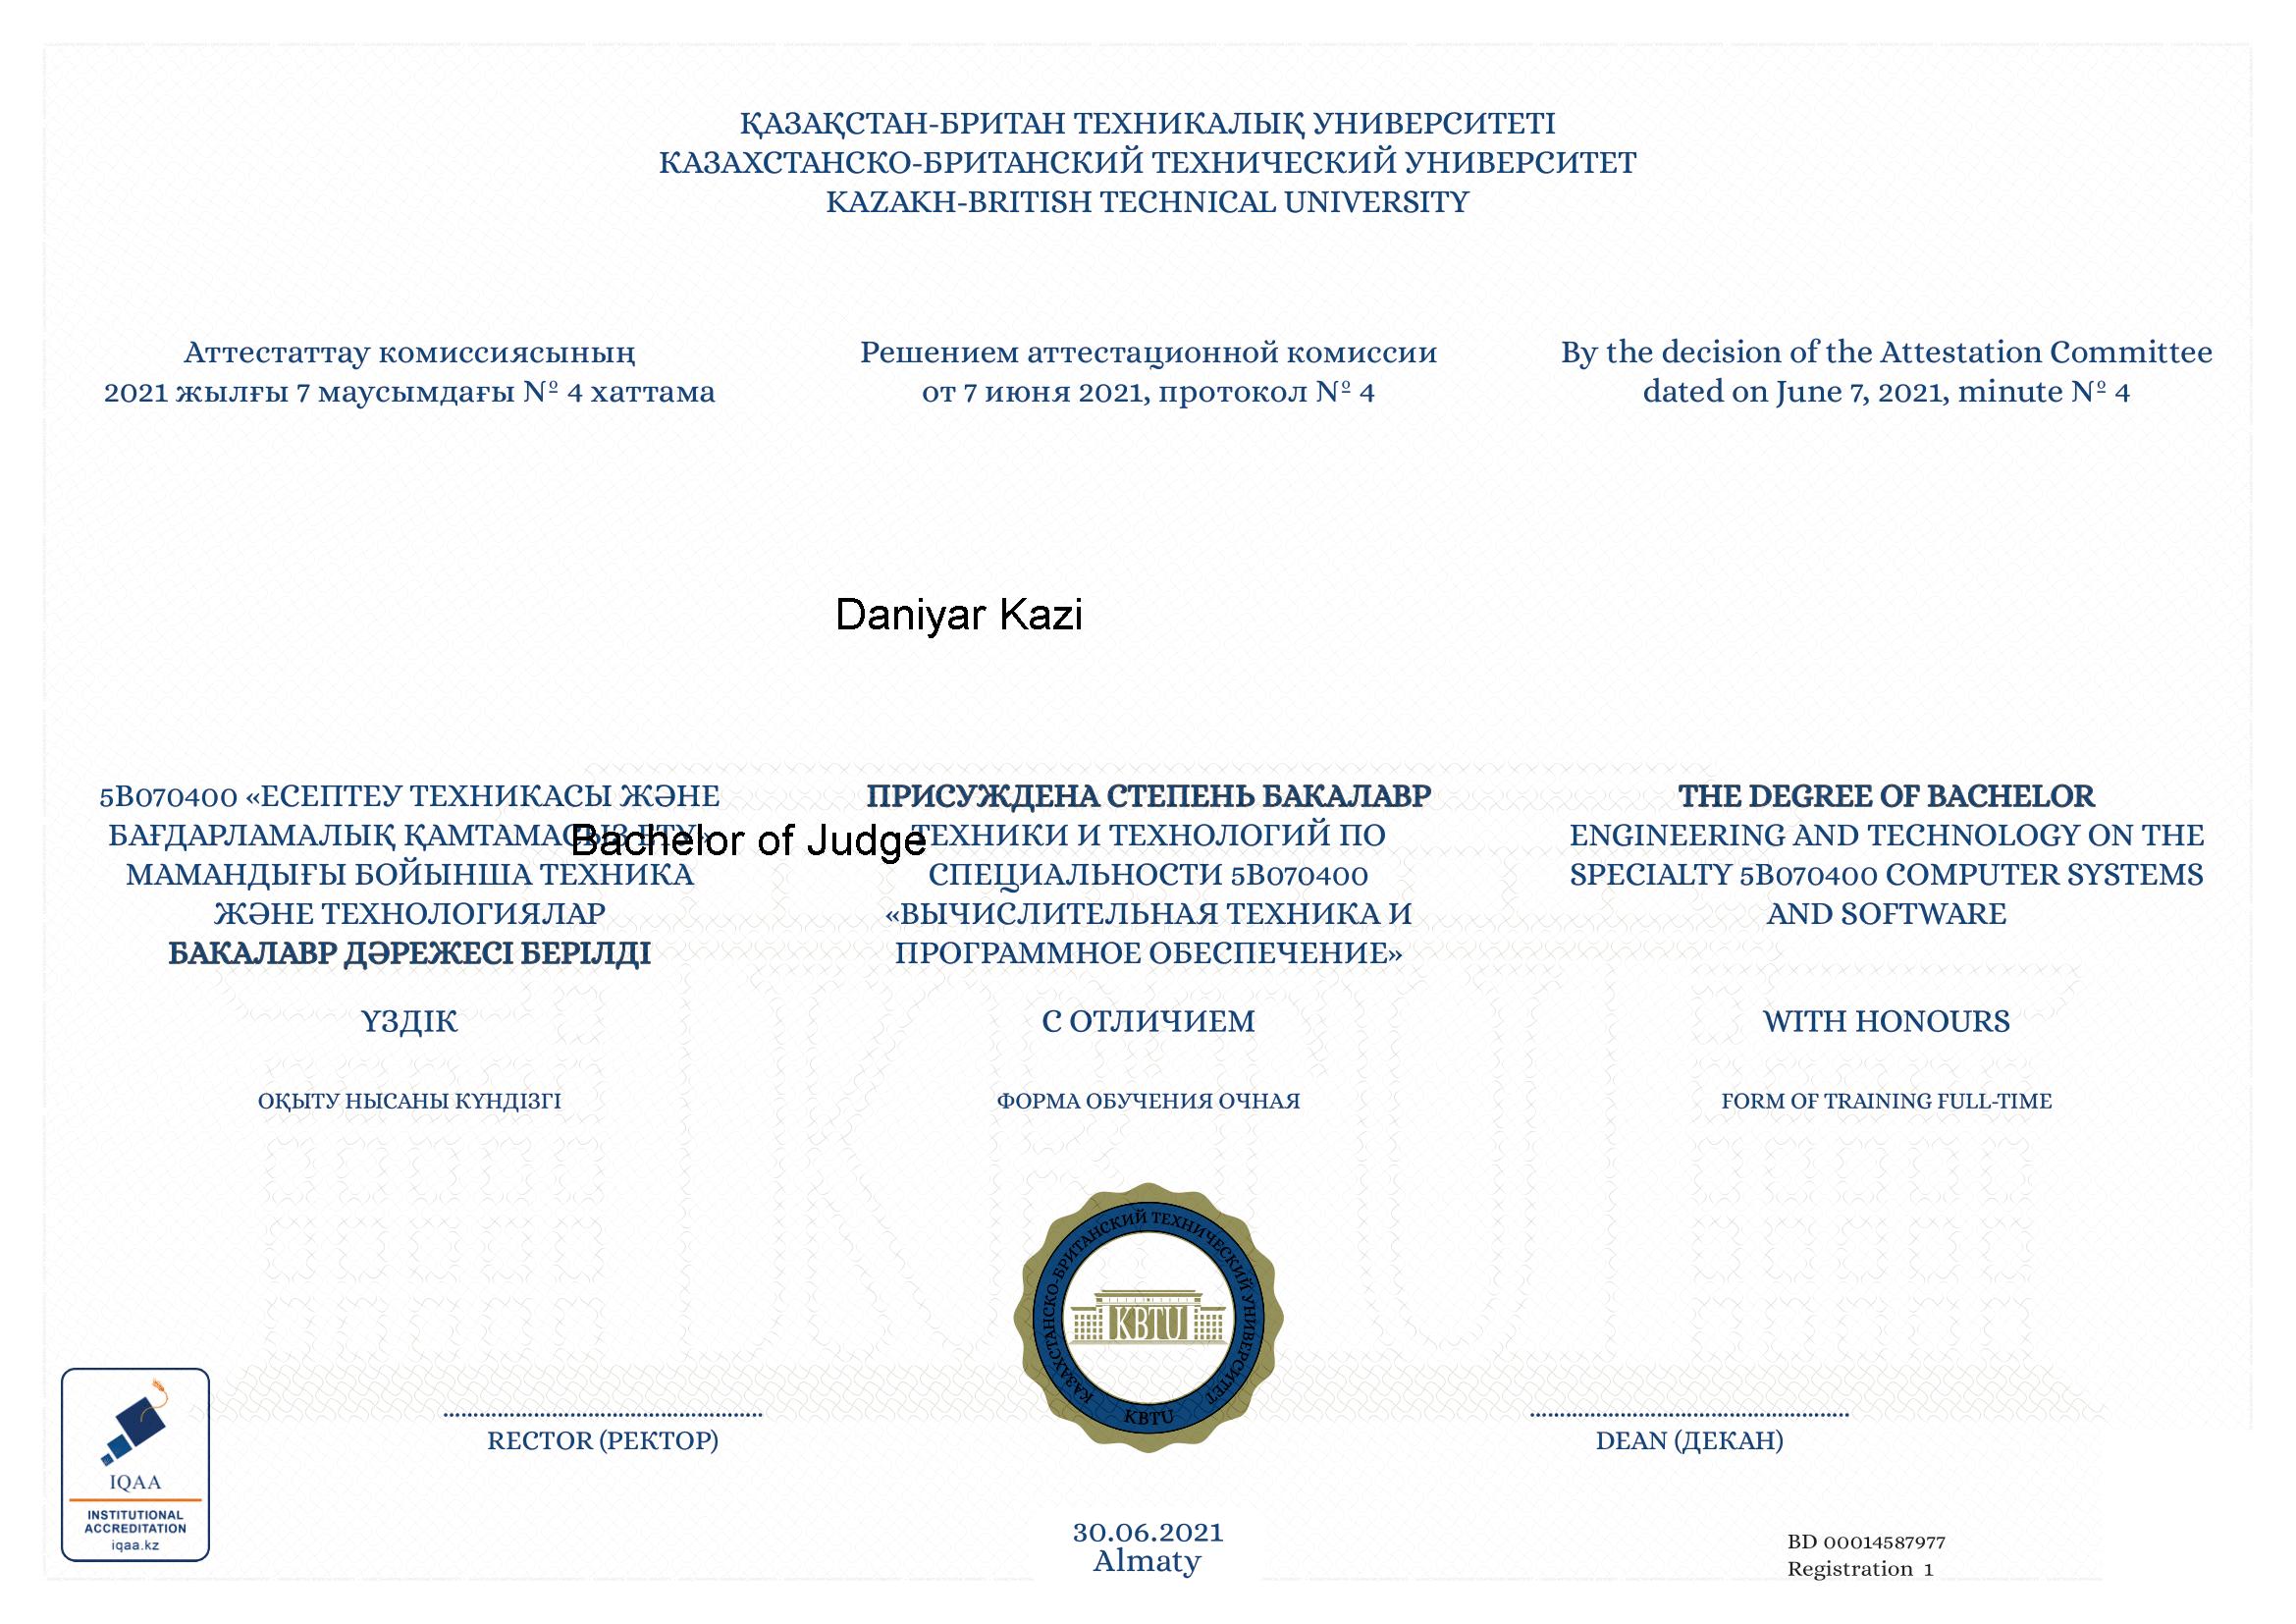 ҚАЗАҚСТАН-БРИТАН ТЕХНИКАЛЫҚ УНИВЕРСИТЕТІ
КАЗАХСТАНСКО-БРИТАНСКИЙ ТЕХНИЧЕСКИЙ УНИВЕРСИТЕТ
KAZAKH-BRITISH TECHNICAL UNIVERSITY
Аттестаттау комиссиясының
2021 жылғы 7 маусымдағы № 4 хаттама
Решением аттестационной комиссии
от 7 июня 2021, протокол № 4
By the decision of the Attestation Committee
dated on June 7, 2021, minute № 4
Daniyar Kazi
5B070400 «ЕСЕПТЕУ ТЕХНИКАСЫ ЖӘНЕ
БАҒДАРЛАМАЛЫҚ ҚАМТАМАСЫЗ ЕТУ»
МАМАНДЫҒЫ БОЙЫНША ТЕХНИКА
ЖӘНЕ ТЕХНОЛОГИЯЛАР
БАКАЛАВР ДӘРЕЖЕСІ БЕРІЛДІ
Bachelor of Judge
ПРИСУЖДЕНА СТЕПЕНЬ БАКАЛАВР
ТЕХНИКИ И ТЕХНОЛОГИЙ ПО
СПЕЦИАЛЬНОСТИ 5B070400
«ВЫЧИСЛИТЕЛЬНАЯ ТЕХНИКА И
ПРОГРАММНОЕ ОБЕСПЕЧЕНИЕ»
THE DEGREE OF BACHELOR
ENGINEERING AND TECHNOLOGY ON THE
SPECIALTY 5B070400 COMPUTER SYSTEMS
AND SOFTWARE
ҮЗДІК
С ОТЛИЧИЕМ
WITH HONOURS
ОҚЫТУ НЫСАНЫ КҮНДІЗГІ
ФОРМА ОБУЧЕНИЯ ОЧНАЯ
FORM OF TRAINING FULL-TIME
КАЗАХСТАНСКО-БРИТАНСКИЙ ТЕХНИЧЕСКИЙ УНИВЕРСИТЕТ
KBTU
KBTU
RECTOR (РЕКТОР)
DEAN (ДЕКАН)
IQAA
INSTITUTIONAL
ACCREDITATION
iqaa.kz
30.06.2021
Almaty
BD 00014587977
Registration 1